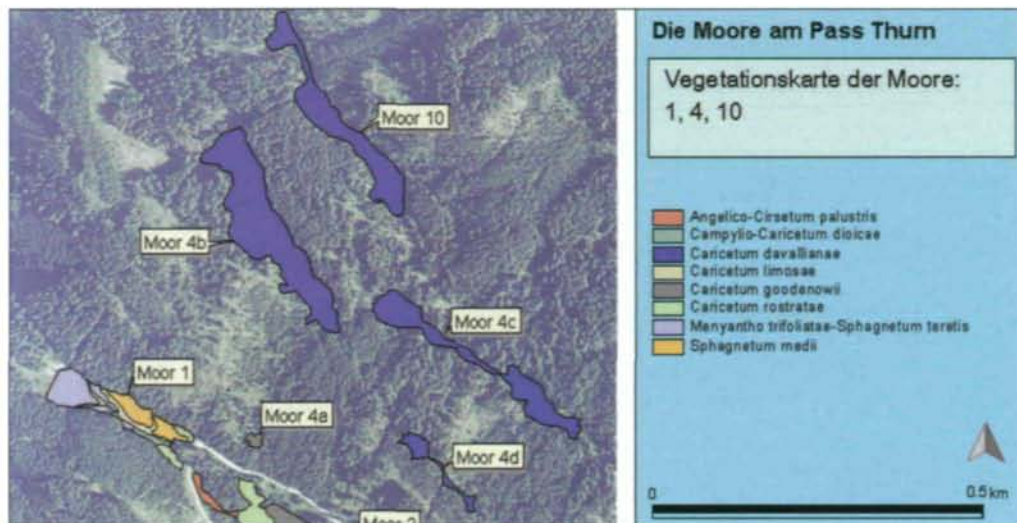 Moor 10
Moor 4b
Moor 4c
Moor 1
Moor 4a
Moor 4d
Die Moore am Pass Thurn
Vegetationskarte der Moore:
1, 4, 10
Angelico-Cirsetum palustris
Campylio-Caricetum dioicae
Caricetum davallianae
Caricetum limosae
Caricetum goodenowii
Caricetum rostratae
Menyantho trifoliatae-Sphagnetum teretis
Sphagnetum medii
0 0.5 km